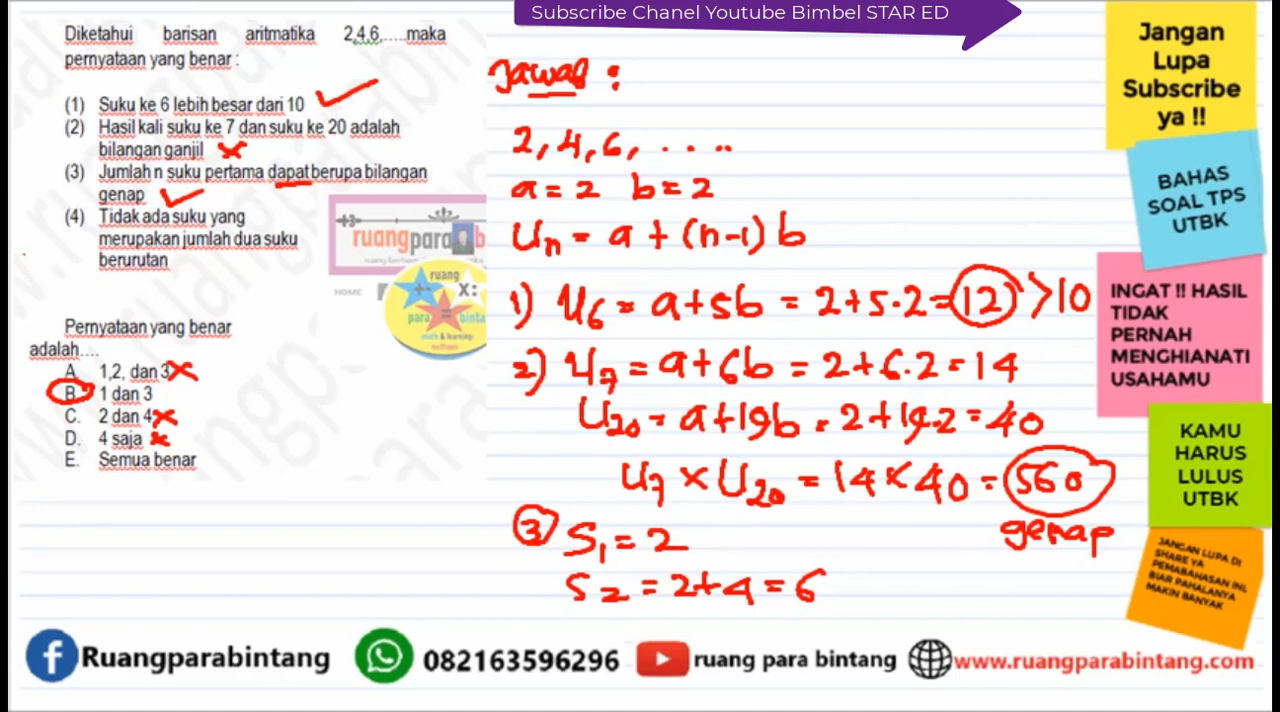 Subscribe Chanel Youtube Bimbel STAR ED
Diketahui barisan aritmatika 2,4,6,.....maka
pernyataan yang benar :
(1) Suku ke 6 lebih besar dari 10
(2) Hasil kali suku ke 7 dan suku ke 20 adalah
bilangan ganjil
(3) Jumlah n suku pertama dapat berupa bilangan
genap
(4) Tidak ada suku yang
merupakan jumlah dua suku
berurutan
Pernyataan yang benar
adalah....
A. 1,2, dan 3
B. 1 dan 3
C. 2 dan 4
D. 4 saja
E. Semua benar
ruangpara b
HOME
ruang
para binta
math & learning
Jawab :
2, 4, 6, . . . .
a = 2 b = 2
Un = a + (n-1) b
1) U6 = a + 5b = 2 + 5.2 = 12 > 10
2) U7 = a + 6b = 2 + 6.2 = 14
U20 = a + 19b = 2 + 19.2 = 40
U7 × U20 = 14 × 40 = 560
genap
3 S1 = 2
S2 = 2 + 4 = 6
Jangan
Lupa
Subscribe
ya !!
BAHAS
SOAL TPS
UTBK
INGAT !! HASIL
TIDAK
PERNAH
MENGHIANATI
USAHAMU
KAMU
HARUS
LULUS
UTBK
JANGAN LUPA DI
SHARE YA
PEMABAHASAN INI,
BIAR PAHALANYA
MAKIN BANYAK
Ruangparabintang
082163596296
ruang para bintang
www.ruangparabintang.com